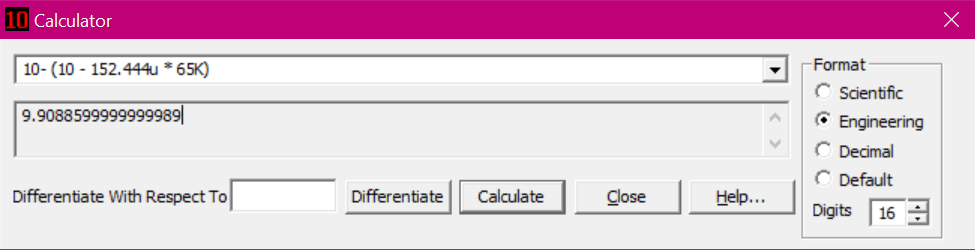 10 Calculator
10- (10 - 152.444u * 65K)
Format
Scientific
9.9088599999999989
Engineering
Decimal
Default
Differentiate With Respect To
Differentiate
Calculate
Close
Help...
Digits 16